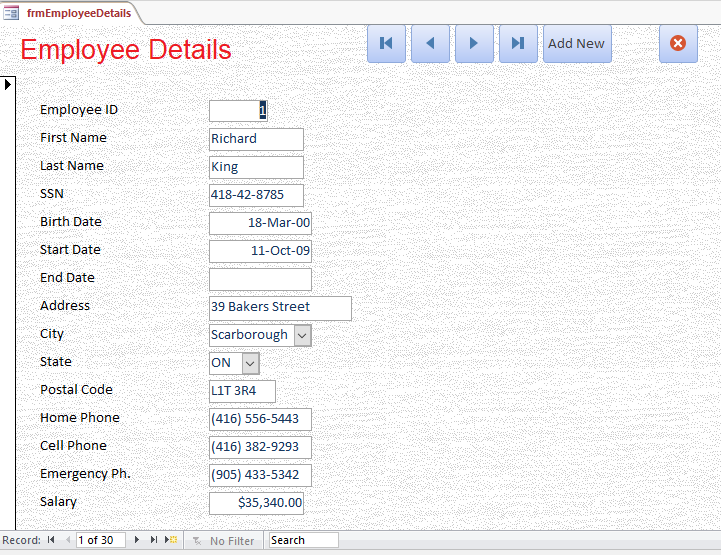 frmEmployeeDetails
Employee Details
Add New
Employee ID 1
First Name Richard
Last Name King
SSN 418-42-8785
Birth Date 18-Mar-00
Start Date 11-Oct-09
End Date
Address 39 Bakers Street
City Scarborough
State ON
Postal Code L1T 3R4
Home Phone (416) 556-5443
Cell Phone (416) 382-9293
Emergency Ph. (905) 433-5342
Salary $35,340.00
Record: 1 of 30 No Filter Search